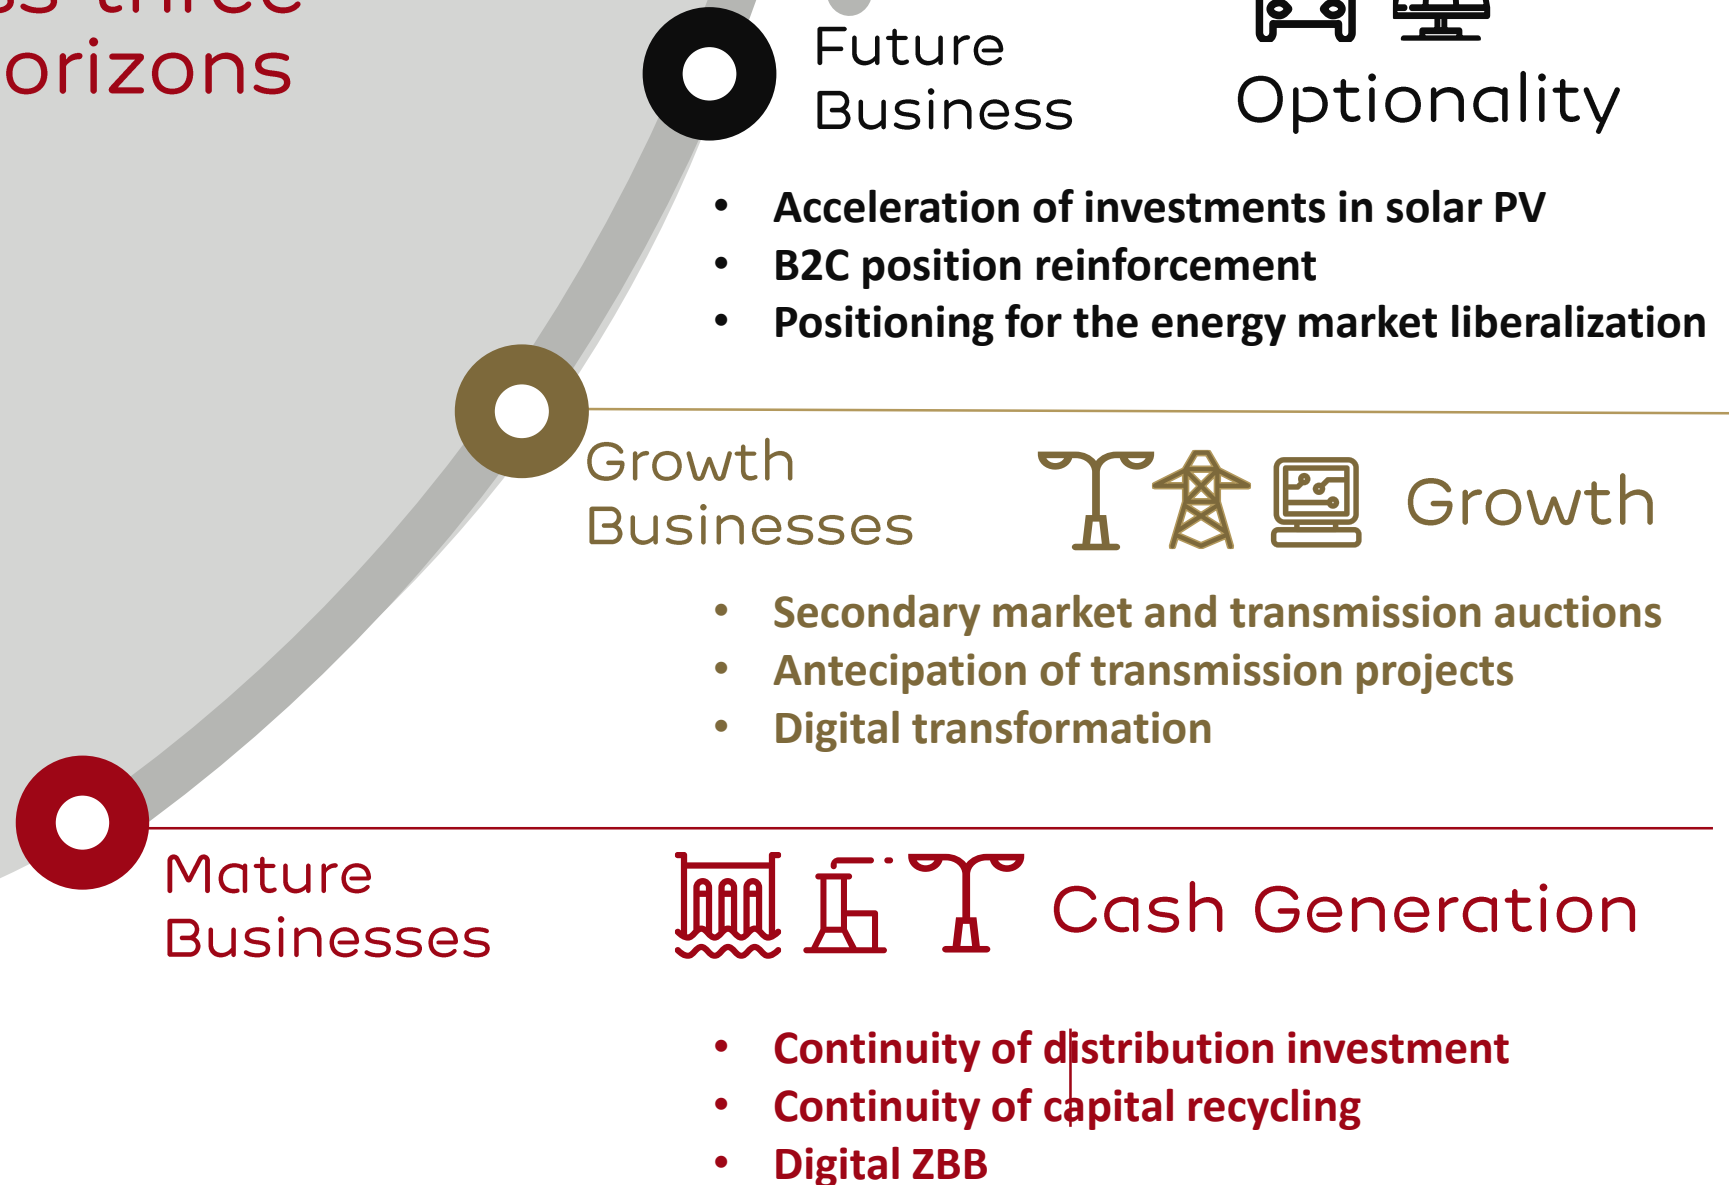 three
orizons
Future
Business
Optionality
• Acceleration of investments in solar PV
• B2C position reinforcement
• Positioning for the energy market liberalization
Growth
Businesses
Growth
• Secondary market and transmission auctions
• Antecipation of transmission projects
• Digital transformation
Mature
Businesses
Cash Generation
• Continuity of distribution investment
• Continuity of capital recycling
• Digital ZBB